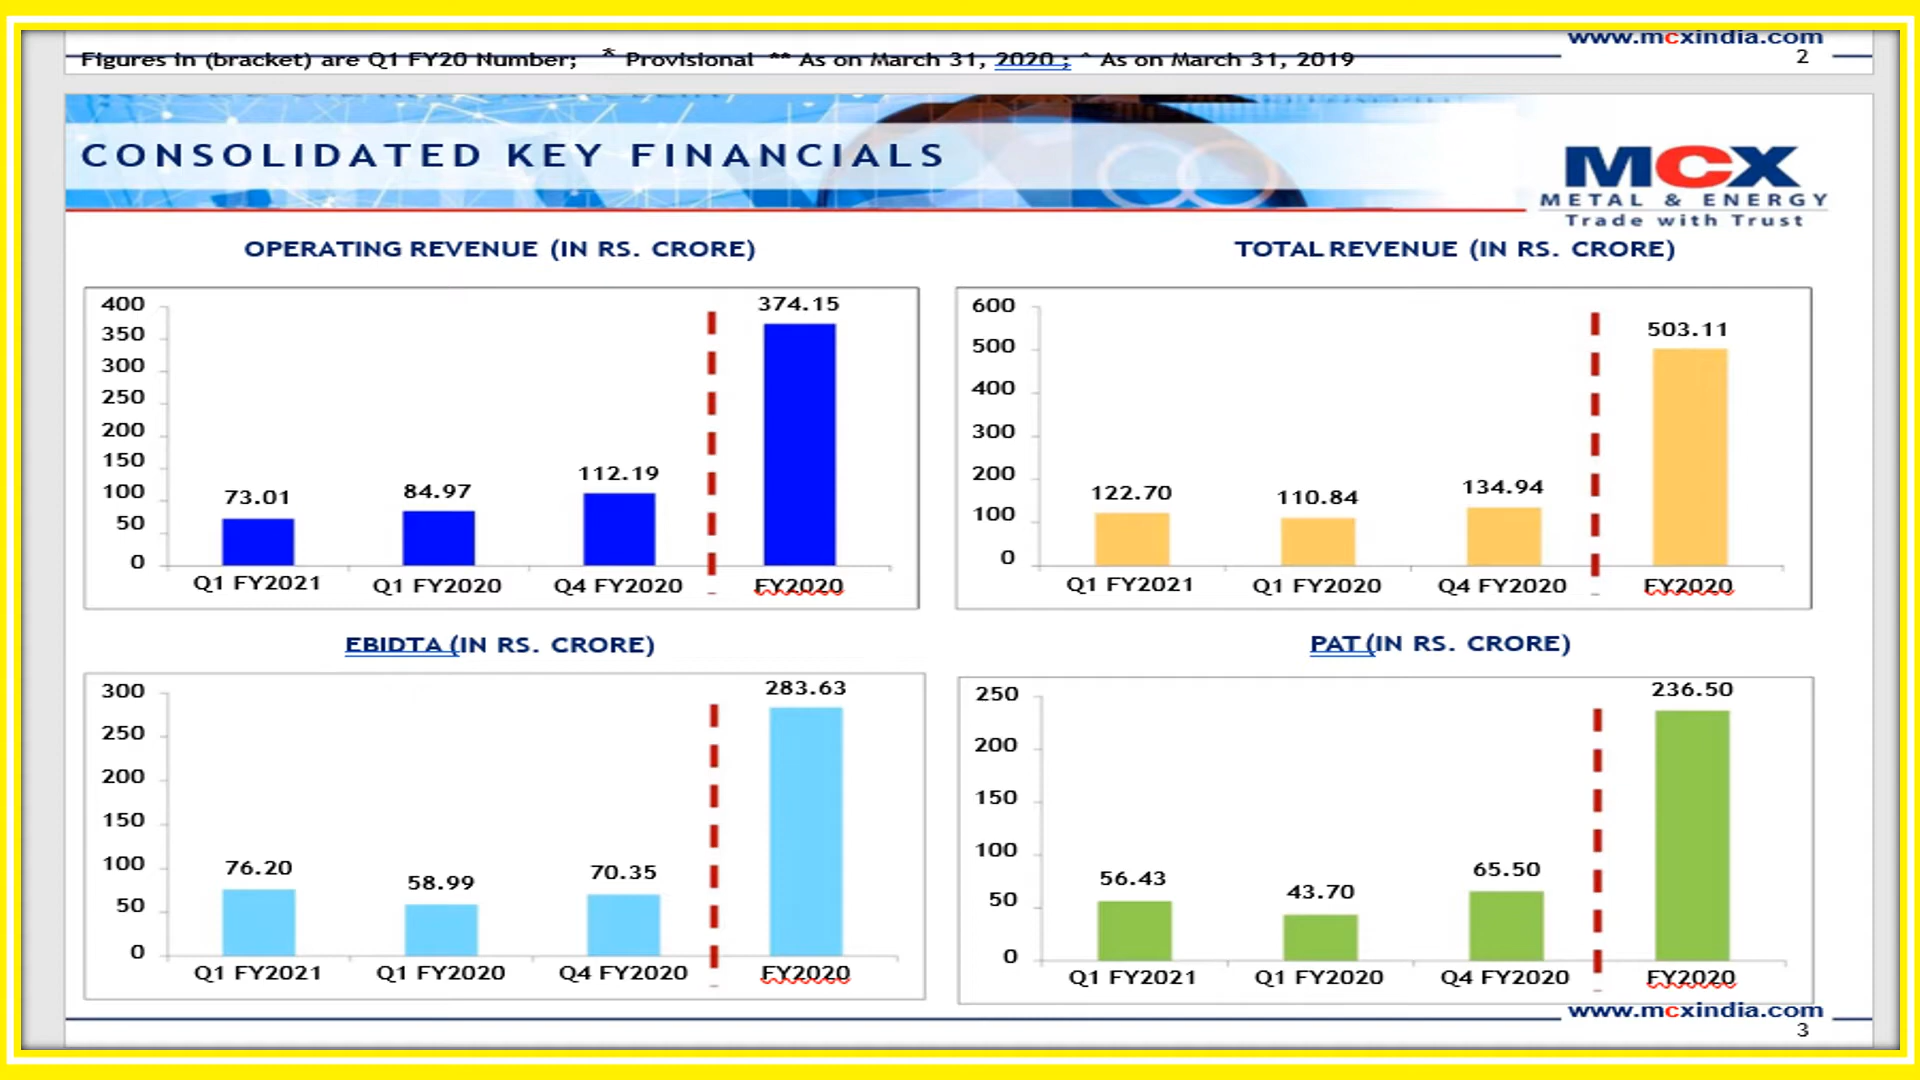 www.mcxindia.com
Figures in (bracket) are Q1 FY20 Number; * Provisional ** As on March 31, 2020 ; ^ As on March 31, 2019
2
CONSOLIDATED KEY FINANCIALS
MCX
METAL & ENERGY
Trade with Trust
OPERATING REVENUE (IN RS. CRORE)
400
350
300
250
200
150
100
50
0
73.01
84.97
112.19
374.15
Q1 FY2021
Q1 FY2020
Q4 FY2020
FY2020
TOTAL REVENUE (IN RS. CRORE)
600
500
400
300
200
100
0
122.70
110.84
134.94
503.11
Q1 FY2021
Q1 FY2020
Q4 FY2020
FY2020
EBIDTA (IN RS. CRORE)
300
250
200
150
100
50
0
76.20
58.99
70.35
283.63
Q1 FY2021
Q1 FY2020
Q4 FY2020
FY2020
PAT (IN RS. CRORE)
250
200
150
100
50
0
56.43
43.70
65.50
236.50
Q1 FY2021
Q1 FY2020
Q4 FY2020
FY2020
www.mcxindia.com
3